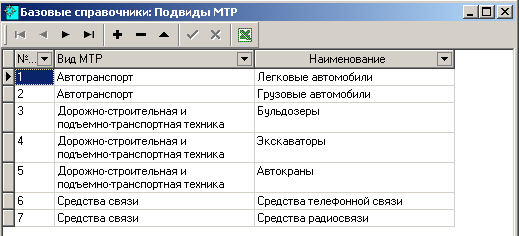 Базовые справочники: Подвиды МТР
№... Вид МТР Наименование
1 Автотранспорт Легковые автомобили
2 Автотранспорт Грузовые автомобили
3 Дорожно-строительная и подъемно-транспортная техника Бульдозеры
4 Дорожно-строительная и подъемно-транспортная техника Экскаваторы
5 Дорожно-строительная и подъемно-транспортная техника Автокраны
6 Средства связи Средства телефонной связи
7 Средства связи Средства радиосвязи